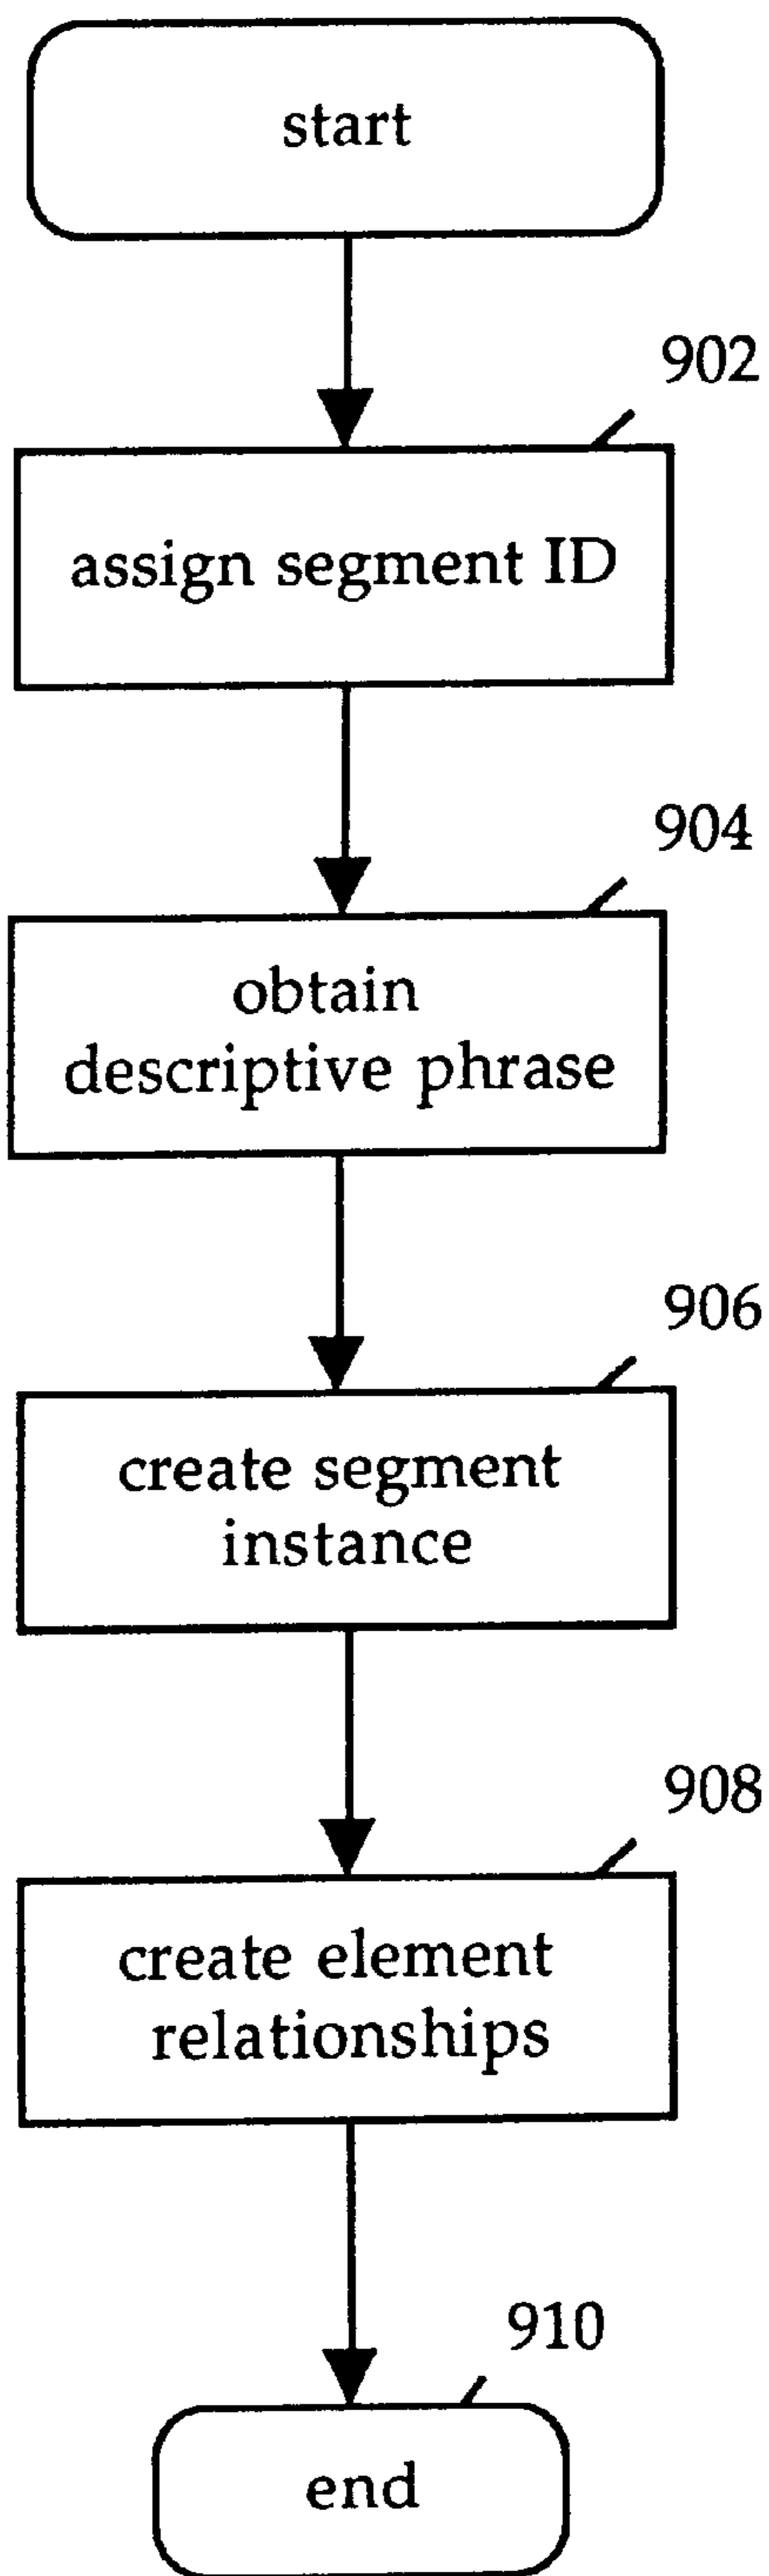 start
902
assign segment ID
904
obtain
descriptive phrase
906
create segment
instance
908
create element
relationships
910
end